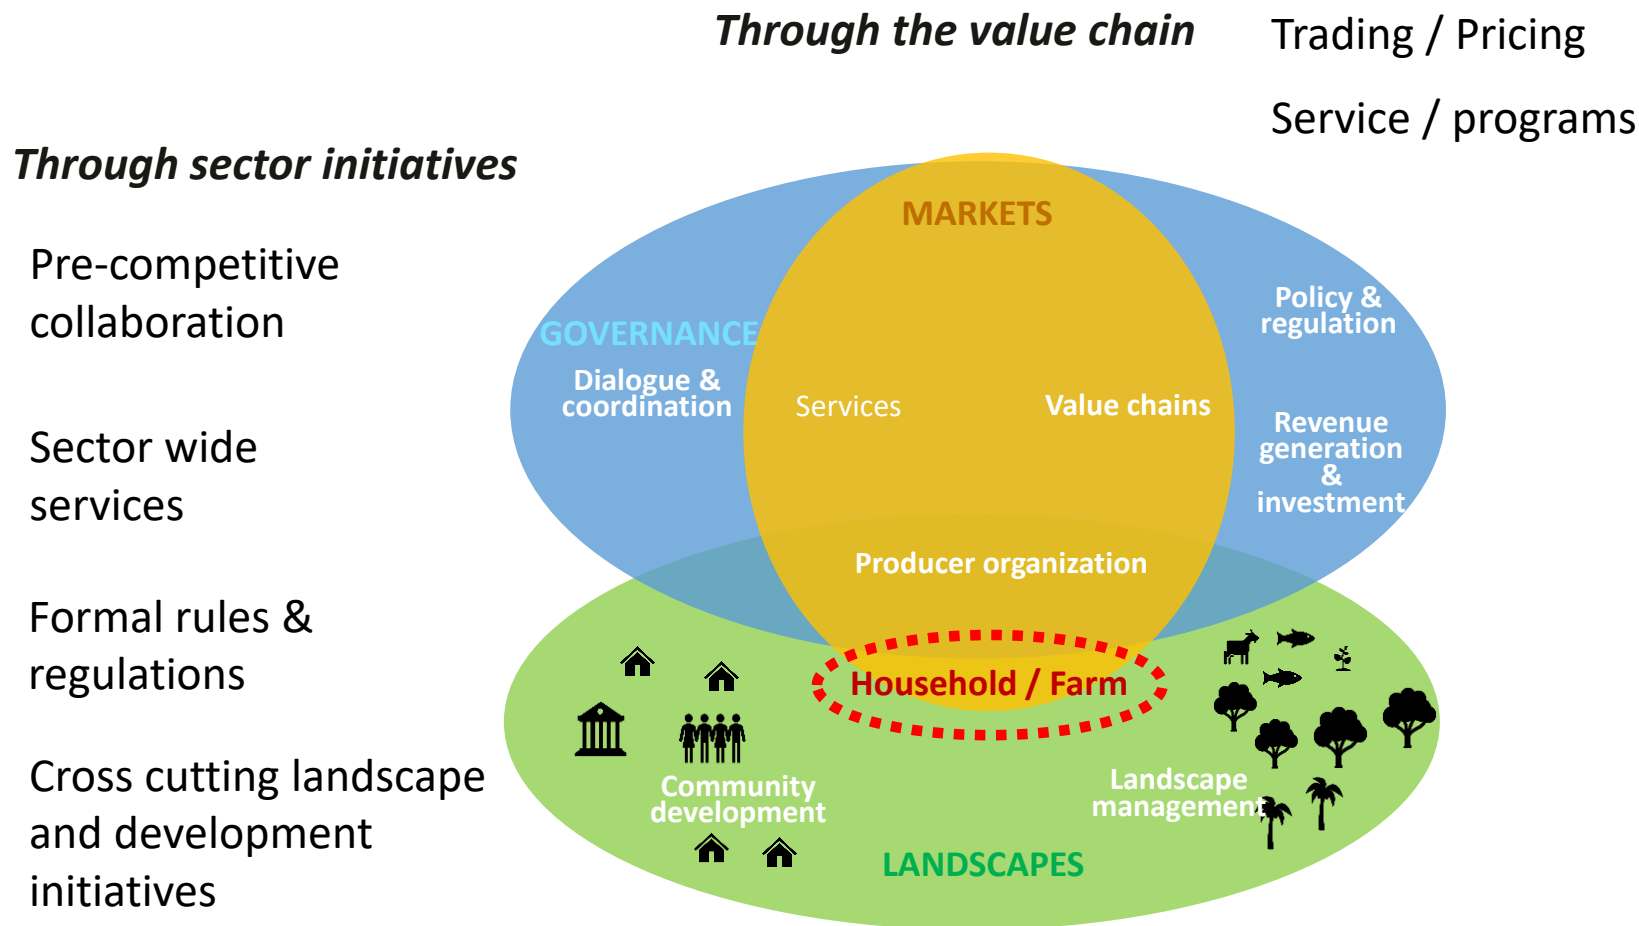 Through the value chain
Trading / Pricing
Service / programs
Through sector initiatives
Pre-competitive
collaboration
Sector wide
services
Formal rules &
regulations
Cross cutting landscape
and development
initiatives
MARKETS
GOVERNANCE
Dialogue &
coordination
Services
Value chains
Policy &
regulation
Revenue
generation
&
investment
Producer organization
Household / Farm
Community
development
Landscape
management
LANDSCAPES